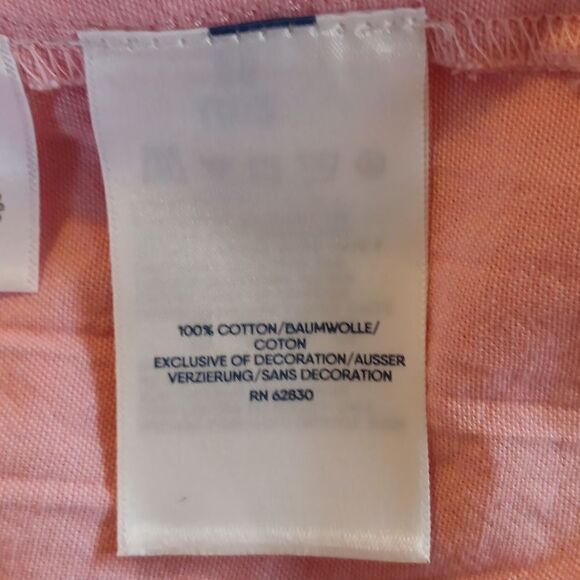 100% COTTON/BAUMWOLLE/
COTON
EXCLUSIVE OF DECORATION/AUSSER
VERZIERUNG/SANS DECORATION
RN 62830